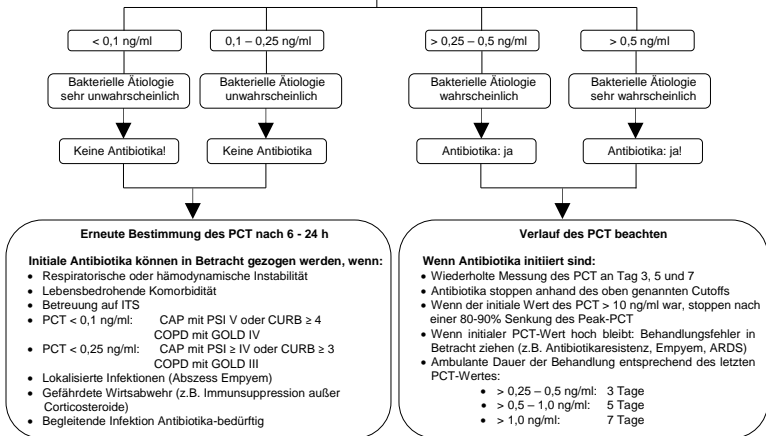 < 0,1 ng/ml
0,1 – 0,25 ng/ml
> 0,25 – 0,5 ng/ml
> 0,5 ng/ml
Bakterielle Ätiologie
sehr unwahrscheinlich
Bakterielle Ätiologie
unwahrscheinlich
Bakterielle Ätiologie
wahrscheinlich
Bakterielle Ätiologie
sehr wahrscheinlich
Keine Antibiotika!
Keine Antibiotika
Antibiotika: ja
Antibiotika: ja!
Erneute Bestimmung des PCT nach 6 - 24 h
Initiale Antibiotika können in Betracht gezogen werden, wenn:
• Respiratorische oder hämodynamische Instabilität
• Lebensbedrohende Komorbidität
• Betreuung auf ITS
• PCT < 0,1 ng/ml: CAP mit PSI V oder CURB ≥ 4
COPD mit GOLD IV
• PCT < 0,25 ng/ml: CAP mit PSI ≥ IV oder CURB ≥ 3
COPD mit GOLD III
• Lokalisierte Infektionen (Abszess Empyem)
• Gefährdete Wirtsabwehr (z.B. Immunsuppression außer
Corticosteroide)
• Begleitende Infektion Antibiotika-bedürftig
Verlauf des PCT beachten
Wenn Antibiotika initiiert sind:
• Wiederholte Messung des PCT an Tag 3, 5 und 7
• Antibiotika stoppen anhand des oben genannten Cutoffs
• Wenn der initiale Wert des PCT > 10 ng/ml war, stoppen nach
einer 80-90% Senkung des Peak-PCT
• Wenn initialer PCT-Wert hoch bleibt: Behandlungsfehler in
Betracht ziehen (z.B. Antibiotikaresistenz, Empyem, ARDS)
• Ambulante Dauer der Behandlung entsprechend des letzten
PCT-Wertes:
• > 0,25 – 0,5 ng/ml: 3 Tage
• > 0,5 – 1,0 ng/ml: 5 Tage
• > 1,0 ng/ml: 7 Tage